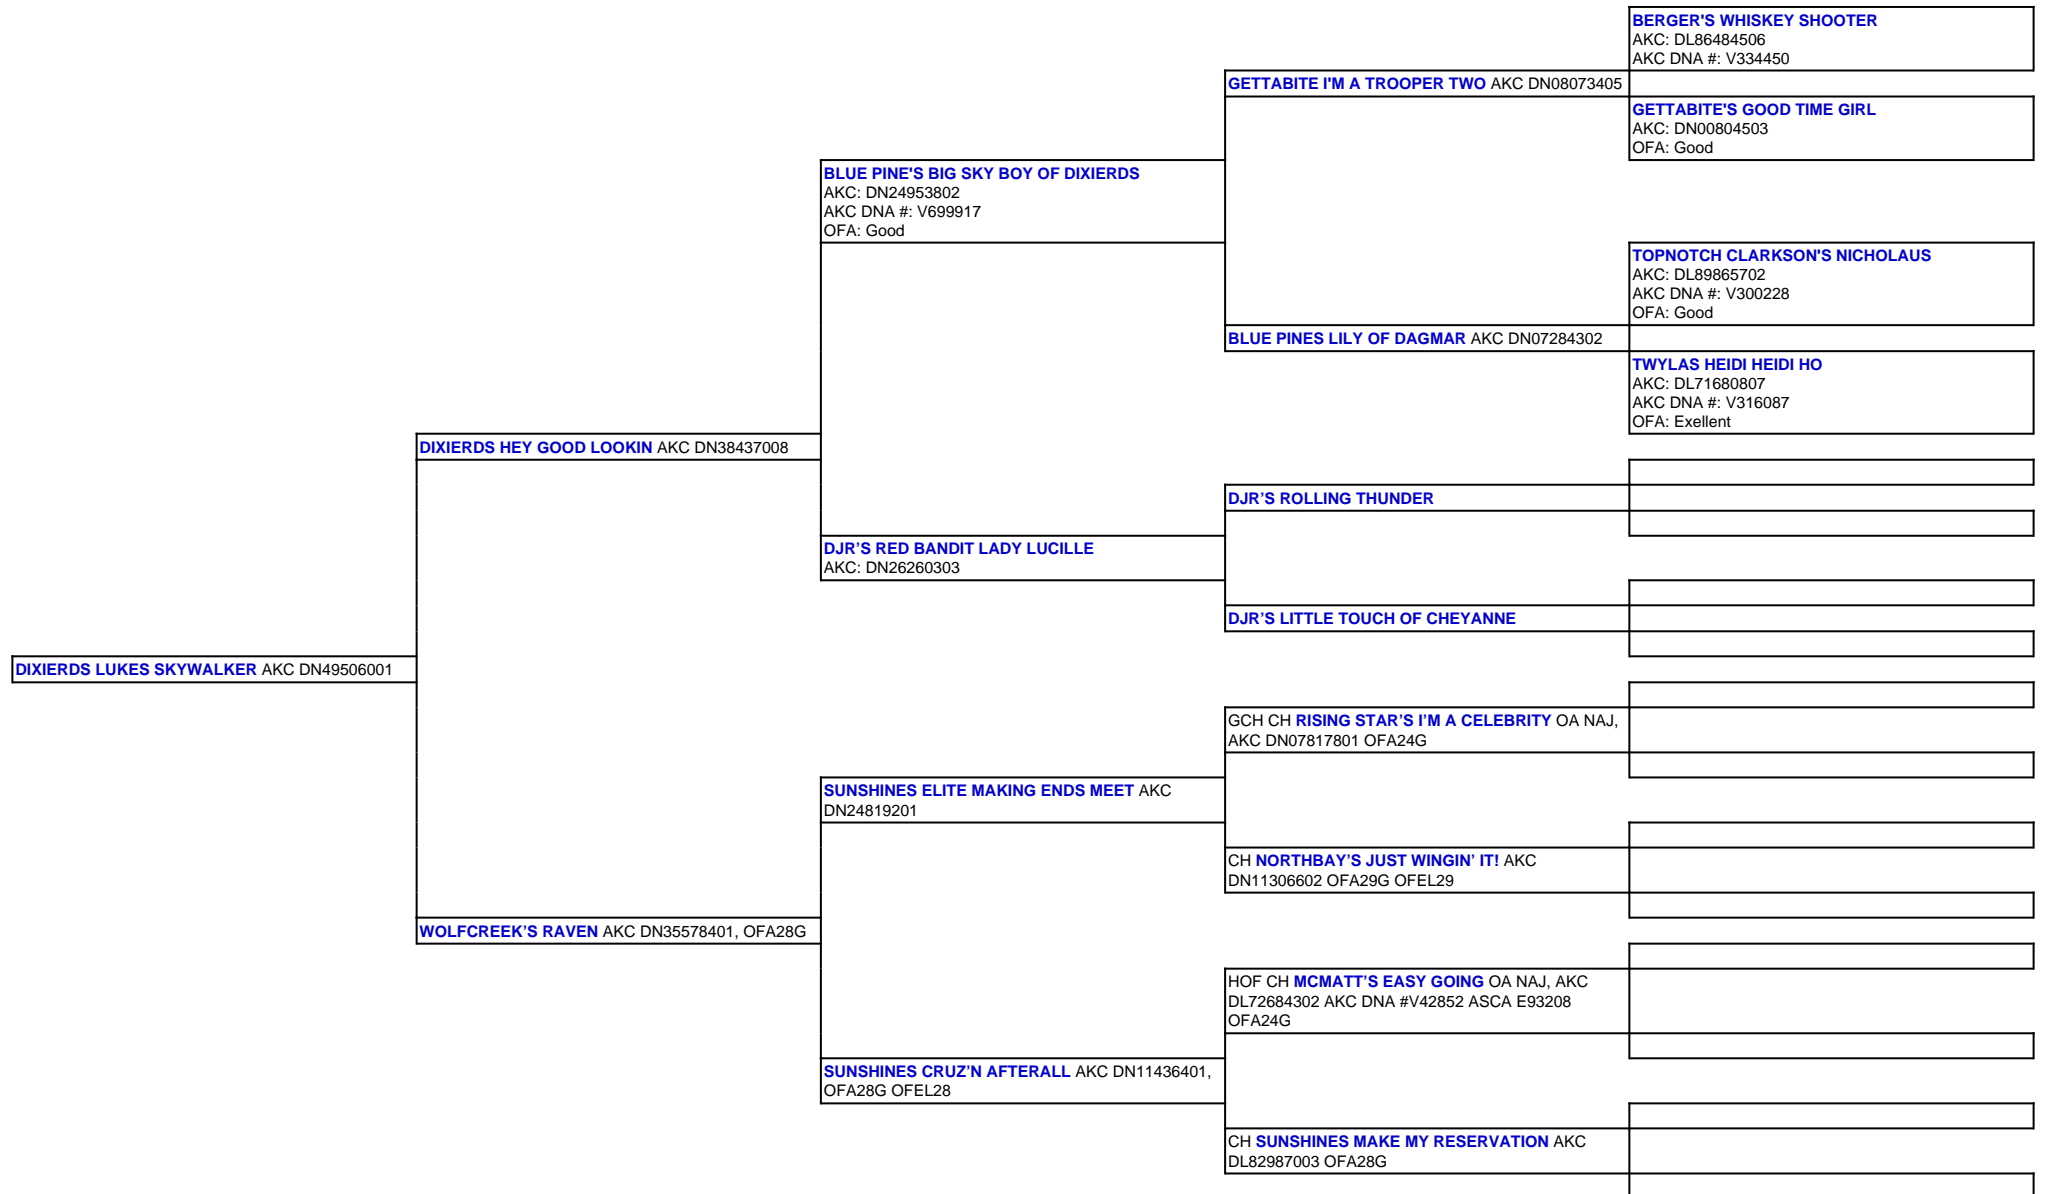 BERGER'S WHISKEY SHOOTER
AKC: DL86484506
AKC DNA #: V334450
GETTABITE I'M A TROOPER TWO AKC DN08073405
GETTABITE'S GOOD TIME GIRL
AKC: DN00804503
OFA: Good
BLUE PINE'S BIG SKY BOY OF DIXIERDS
AKC: DN24953802
AKC DNA #: V699917
OFA: Good
TOPNOTCH CLARKSON'S NICHOLAUS
AKC: DL89865702
AKC DNA #: V300228
OFA: Good
BLUE PINES LILY OF DAGMAR AKC DN07284302
TWYLAS HEIDI HEIDI HO
AKC: DL71680807
AKC DNA #: V316087
OFA: Exellent
DIXIERDS HEY GOOD LOOKIN AKC DN38437008
DJR’S ROLLING THUNDER
DJR’S RED BANDIT LADY LUCILLE
AKC: DN26260303
DJR’S LITTLE TOUCH OF CHEYANNE
DIXIERDS LUKES SKYWALKER AKC DN49506001
GCH CH RISING STAR’S I’M A CELEBRITY OA NAJ,
AKC DN07817801 OFA24G
SUNSHINES ELITE MAKING ENDS MEET AKC
DN24819201
CH NORTHBAY’S JUST WINGIN’ IT! AKC
DN11306602 OFA29G OFEL29
WOLFCREEK’S RAVEN AKC DN35578401, OFA28G
HOF CH MCMATT’S EASY GOING OA NAJ, AKC
DL72684302 AKC DNA #V42852 ASCA E93208
OFA24G
SUNSHINES CRUZ’N AFTERALL AKC DN11436401,
OFA28G OFEL28
CH SUNSHINES MAKE MY RESERVATION AKC
DL82987003 OFA28G